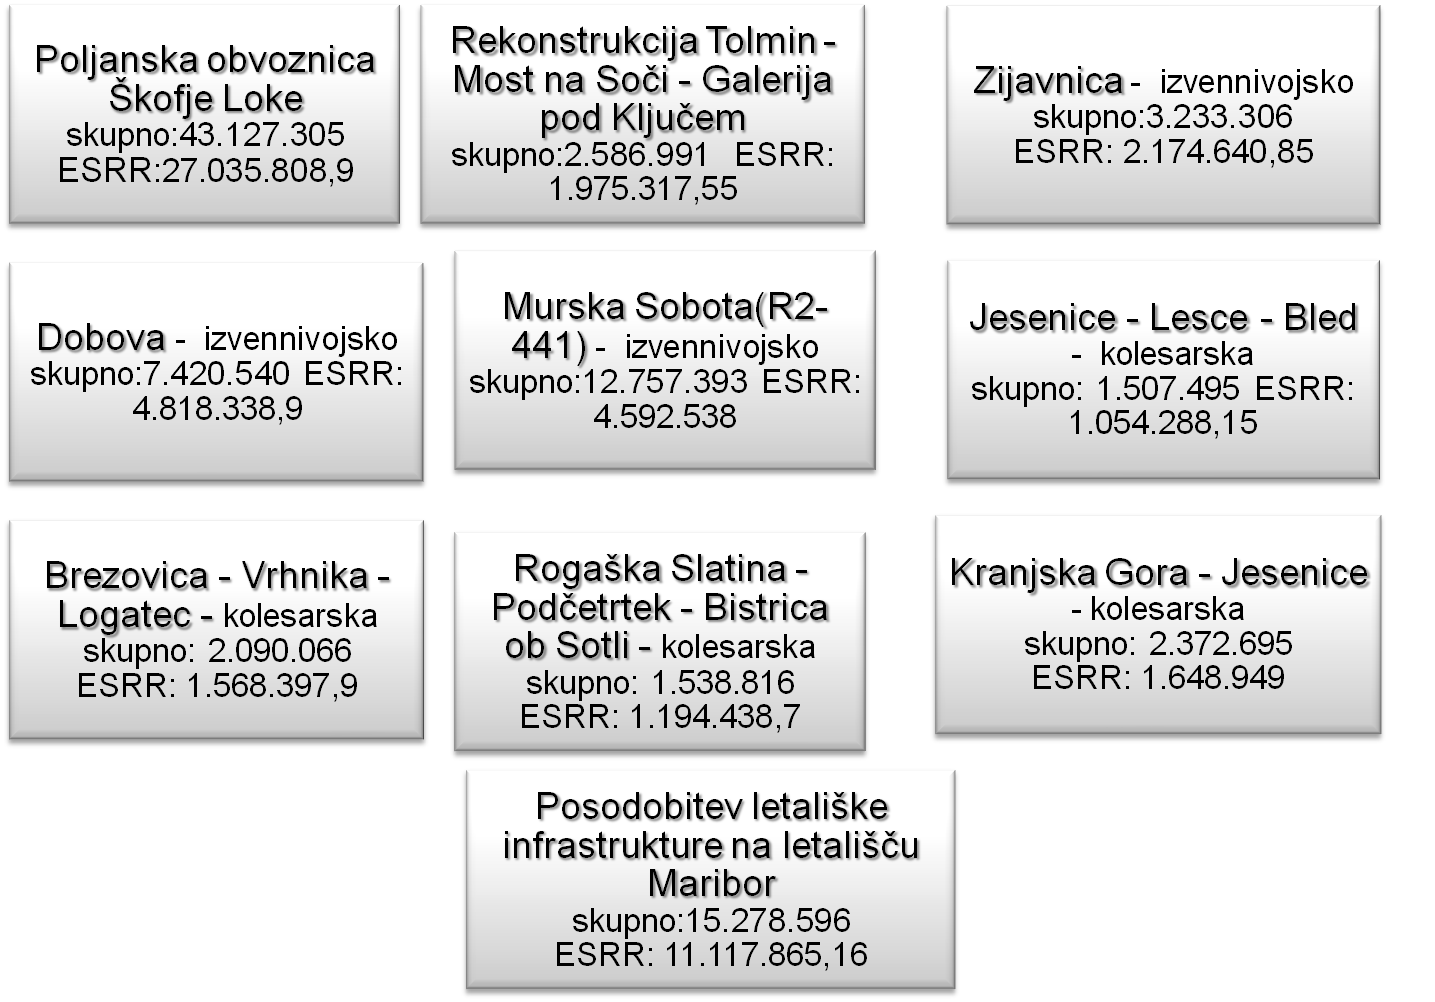 Poljanska obvoznica
Škofje Loke
skupno:43.127.305
ESRR:27.035.808,9
Rekonstrukcija Tolmin -
Most na Soči - Galerija
pod Ključem
skupno:2.586.991 ESRR:
1.975.317,55
Zijavnica - izvennivojsko
skupno:3.233.306
ESRR: 2.174.640,85
Dobova - izvennivojsko
skupno:7.420.540 ESRR:
4.818.338,9
Murska Sobota(R2-
441) - izvennivojsko
skupno:12.757.393 ESRR:
4.592.538
Jesenice - Lesce - Bled
- kolesarska
skupno: 1.507.495 ESRR:
1.054.288,15
Brezovica - Vrhnika -
Logatec - kolesarska
skupno: 2.090.066
ESRR: 1.568.397,9
Rogaška Slatina -
Podčetrtek - Bistrica
ob Sotli - kolesarska
skupno: 1.538.816
ESRR: 1.194.438,7
Kranjska Gora - Jesenice
- kolesarska
skupno: 2.372.695
ESRR: 1.648.949
Posodobitev letališke
infrastrukture na letališču
Maribor
skupno:15.278.596
ESRR: 11.117.865,16